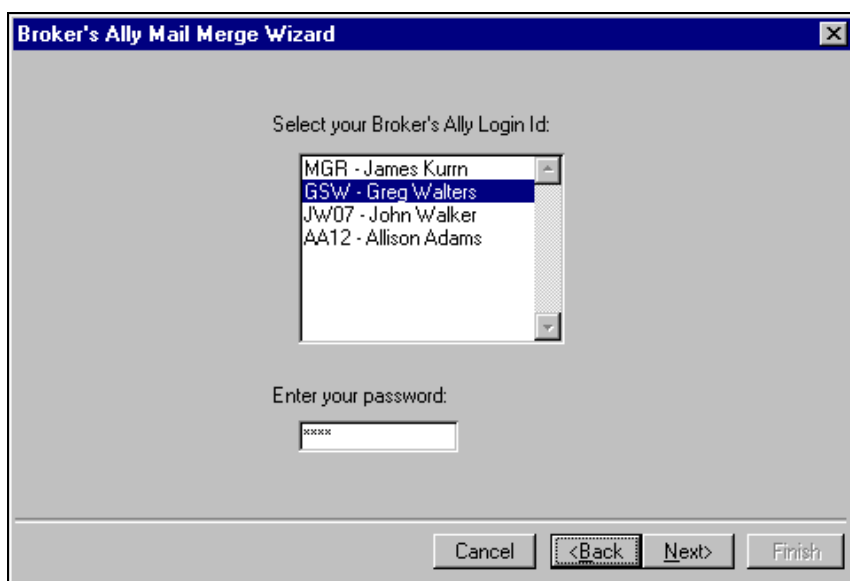 Broker's Ally Mail Merge Wizard
Select your Broker's Ally Login Id:
MGR - James Kurrn
GSW - Greg Walters
JW07 - John Walker
AA12 - Allison Adams
Enter your password:
****
Cancel <Back Next> Finish